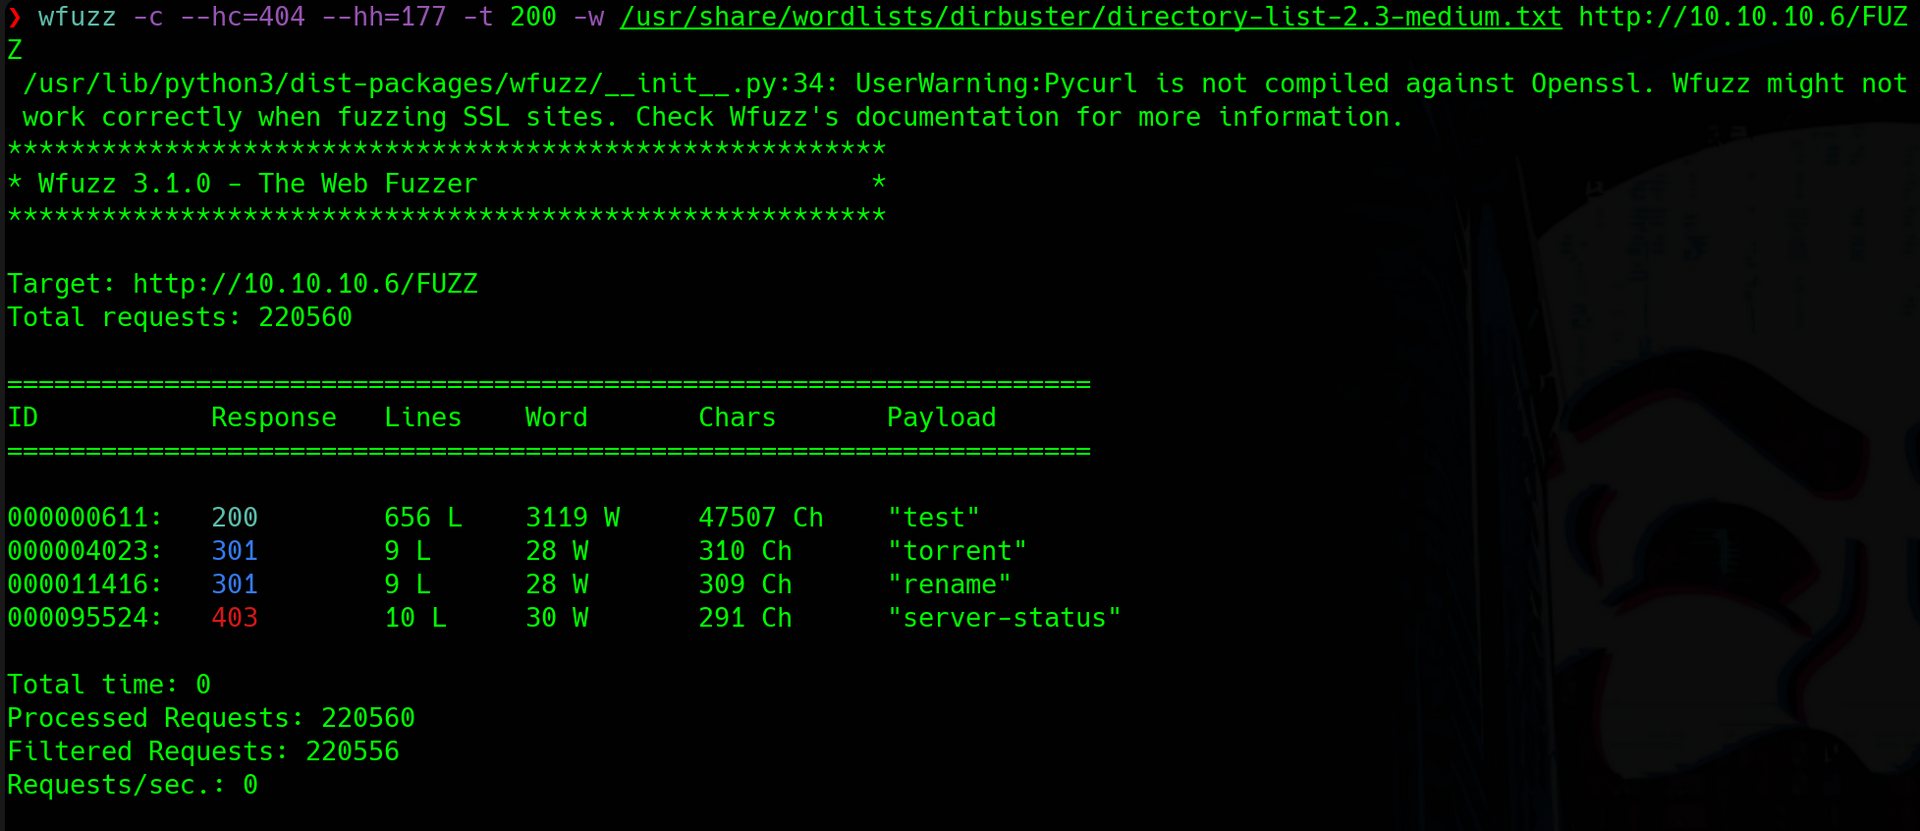 ❯ wfuzz -c --hc=404 --hh=177 -t 200 -w /usr/share/wordlists/dirbuster/directory-list-2.3-medium.txt http://10.10.10.6/FUZ
Z
/usr/lib/python3/dist-packages/wfuzz/__init__.py:34: UserWarning:Pycurl is not compiled against Openssl. Wfuzz might not
work correctly when fuzzing SSL sites. Check Wfuzz's documentation for more information.
********************************************************
* Wfuzz 3.1.0 - The Web Fuzzer                         *
********************************************************
Target: http://10.10.10.6/FUZZ
Total requests: 220560
=====================================================================
ID           Response   Lines    Word       Chars       Payload
=====================================================================
000000611:   200        656 L    3119 W     47507 Ch    "test"
000004023:   301        9 L      28 W       310 Ch      "torrent"
000011416:   301        9 L      28 W       309 Ch      "rename"
000095524:   403        10 L     30 W       291 Ch      "server-status"
Total time: 0
Processed Requests: 220560
Filtered Requests: 220556
Requests/sec.: 0